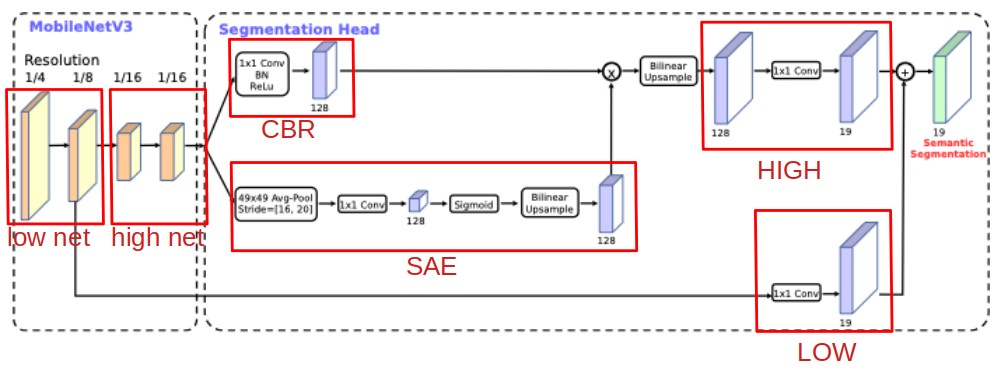 MobileNetV3
Segmentation Head
Resolution
1/4 1/8 1/16 1/16
1x1 Conv
BN
ReLu
128
CBR
X
Bilinear
Upsample
128
1x1 Conv
19
HIGH
+
19
Semantic
Segmentation
low net
high net
49x49 Avg-Pool
Stride=[16, 20]
1x1 Conv
128
Sigmoid
Bilinear
Upsample
128
SAE
1x1 Conv
19
LOW